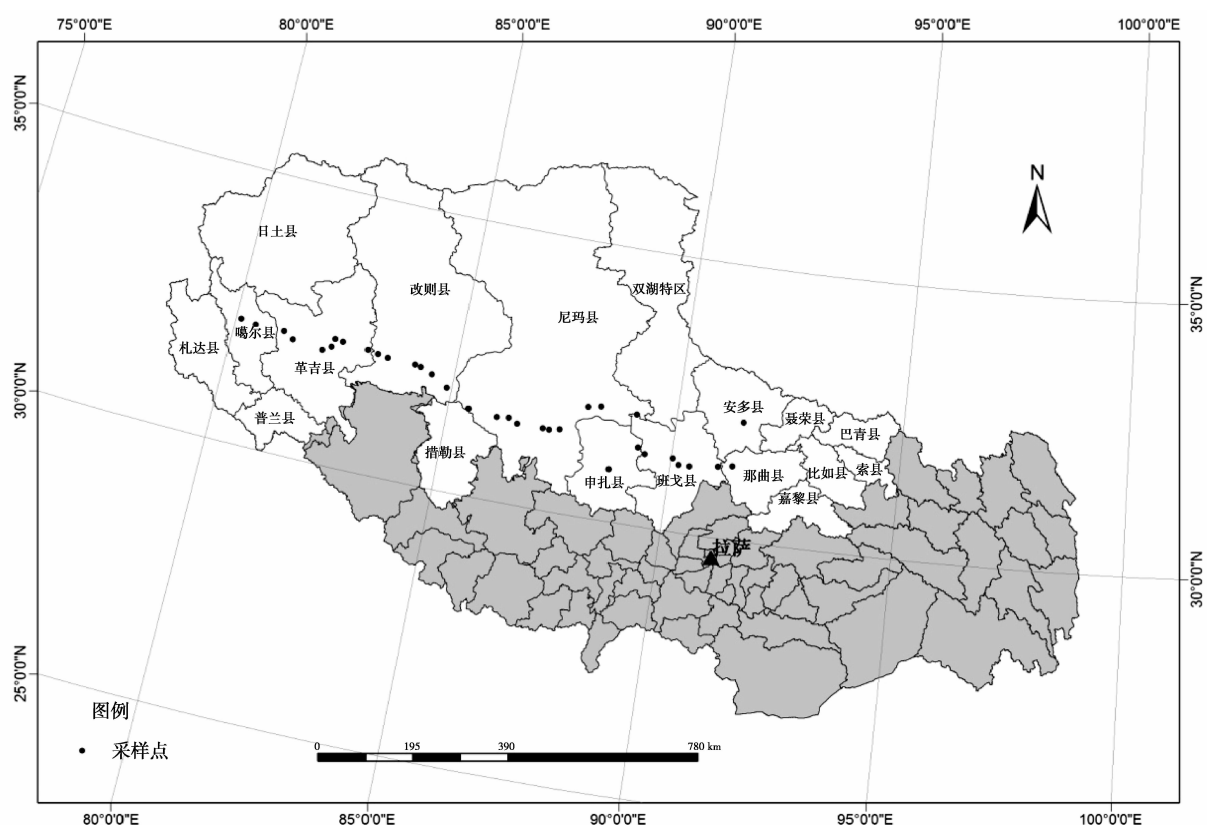 75°0'0"E 80°0'0"E 85°0'0"E 90°0'0"E 95°0'0"E 100°0'0"E
35°0'0"N
30°0'0"N
25°0'0"N
N
日土县
改则县
双湖特区
尼玛县
35°0'0"N
噶尔县
札达县
革吉县
安多县
聂荣县
普兰县
巴青县
措勒县
索县
比如县
那曲县
申扎县
班戈县
嘉黎县
拉萨
30°0'0"N
图例
采样点
0 195 390 780 km
80°0'0"E 85°0'0"E 90°0'0"E 95°0'0"E 100°0'0"E